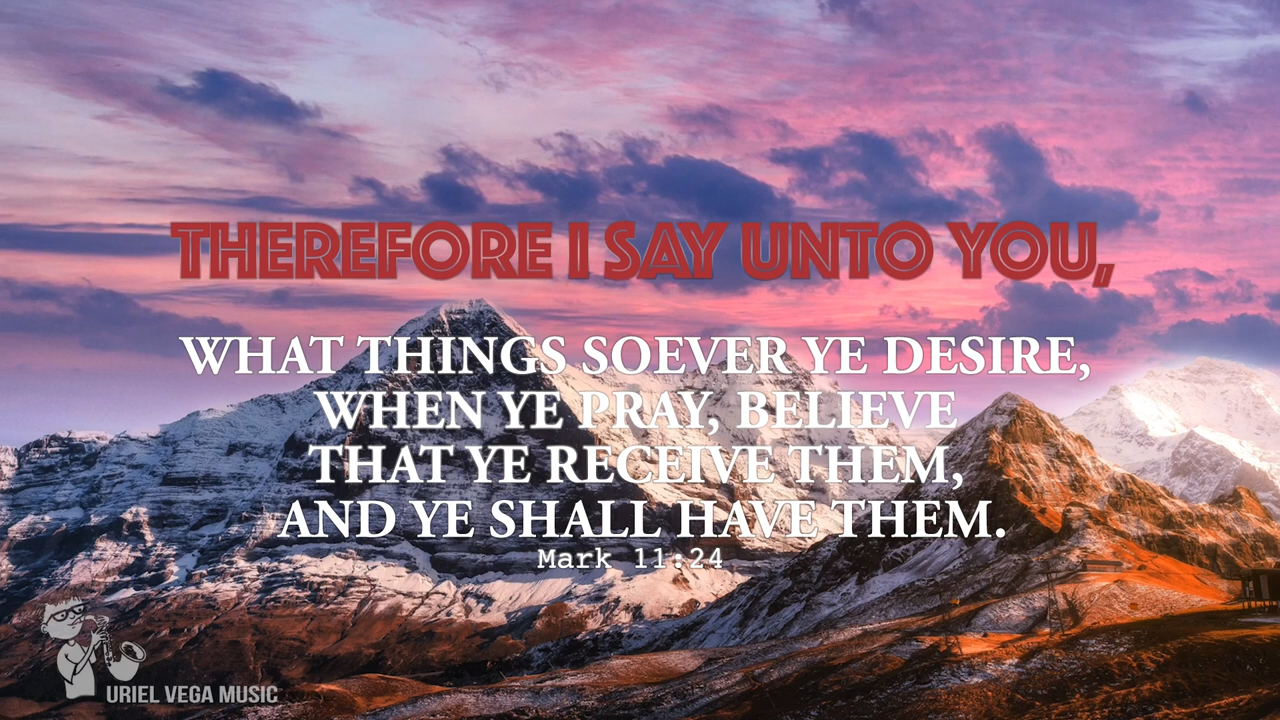 THEREFORE I SAY UNTO YOU,
WHAT THINGS SOEVER YE DESIRE,
WHEN YE PRAY, BELIEVE
THAT YE RECEIVE THEM,
AND YE SHALL HAVE THEM.
Mark 11:24
URIEL VEGA MUSIC